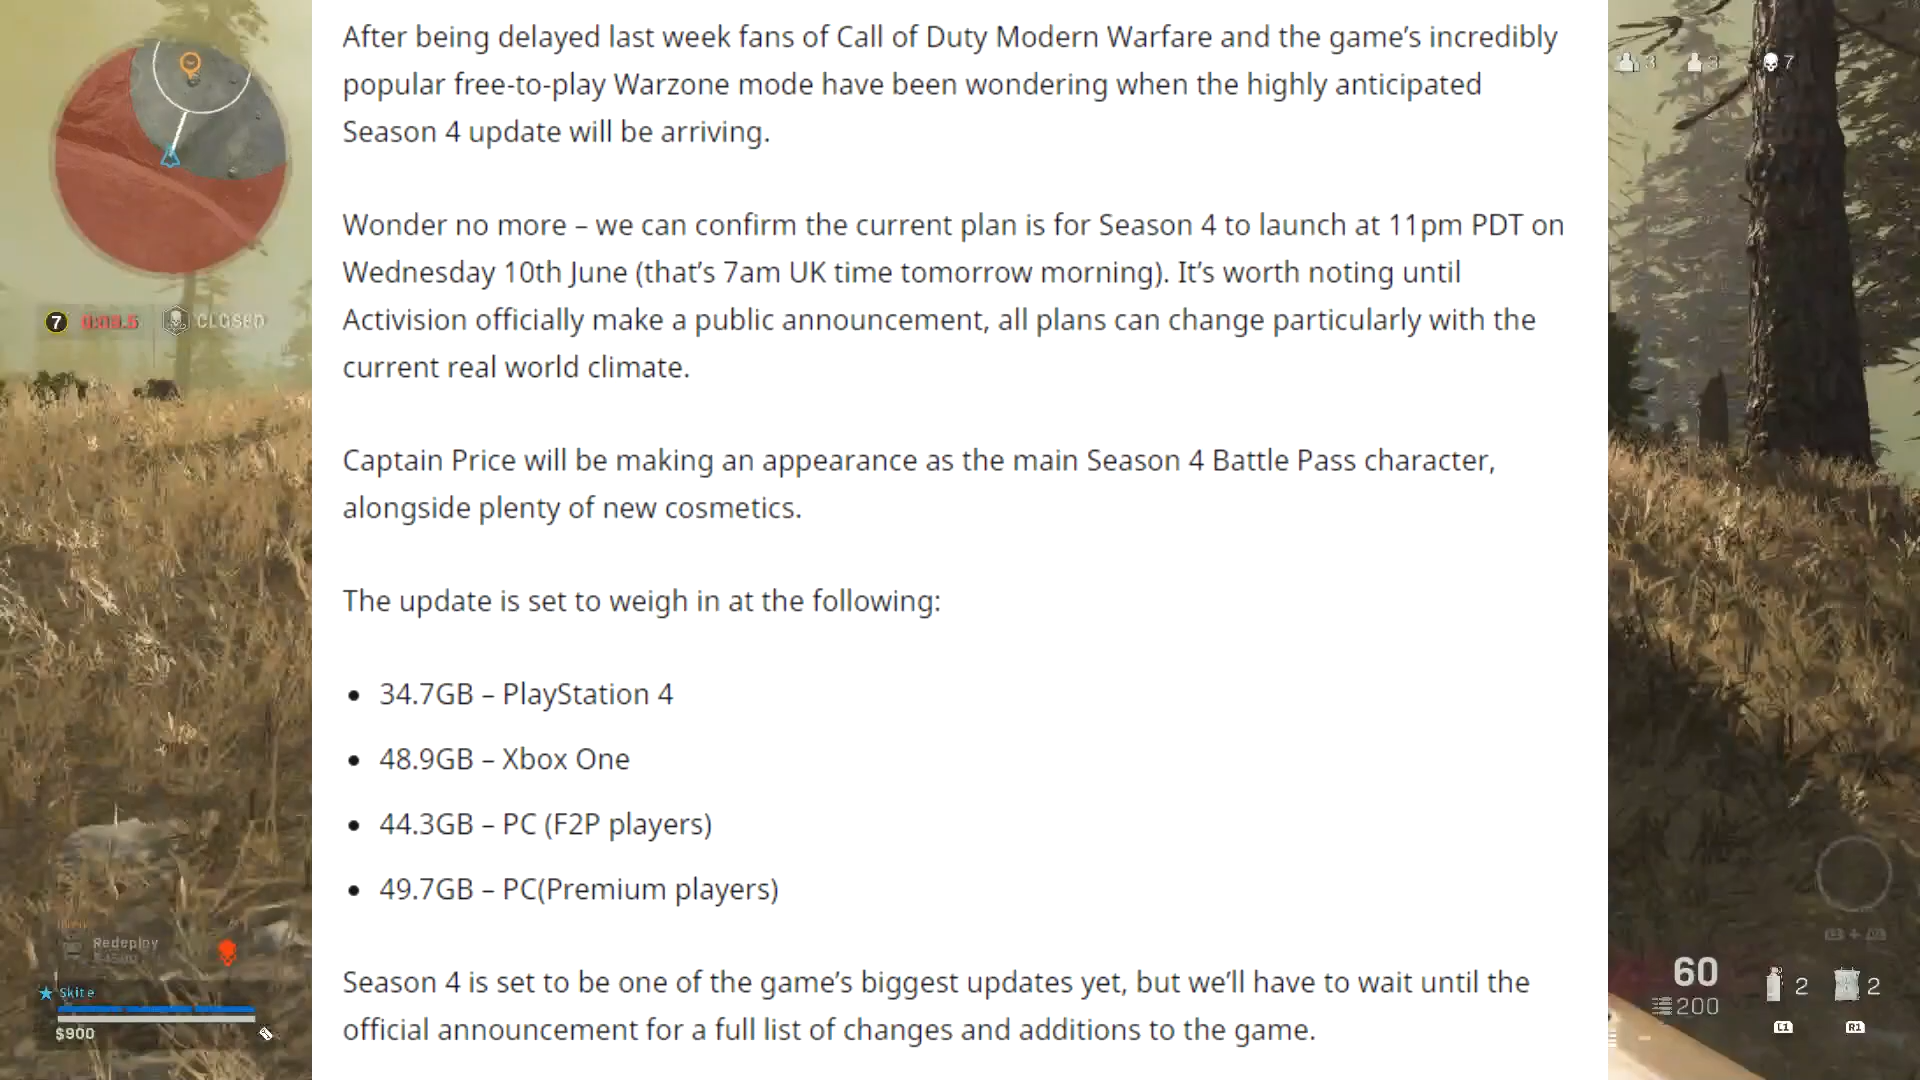 After being delayed last week fans of Call of Duty Modern Warfare and the game’s incredibly
popular free-to-play Warzone mode have been wondering when the highly anticipated
Season 4 update will be arriving.
Wonder no more – we can confirm the current plan is for Season 4 to launch at 11pm PDT on
Wednesday 10th June (that’s 7am UK time tomorrow morning). It’s worth noting until
Activision officially make a public announcement, all plans can change particularly with the
current real world climate.
Captain Price will be making an appearance as the main Season 4 Battle Pass character,
alongside plenty of new cosmetics.
The update is set to weigh in at the following:
• 34.7GB – PlayStation 4
• 48.9GB – Xbox One
• 44.3GB – PC (F2P players)
• 49.7GB – PC(Premium players)
Season 4 is set to be one of the game’s biggest updates yet, but we’ll have to wait until the
official announcement for a full list of changes and additions to the game.
7 CLOSED
Redeploy
Skite
$900
3 3 7
60
200
2 2
L1 R1